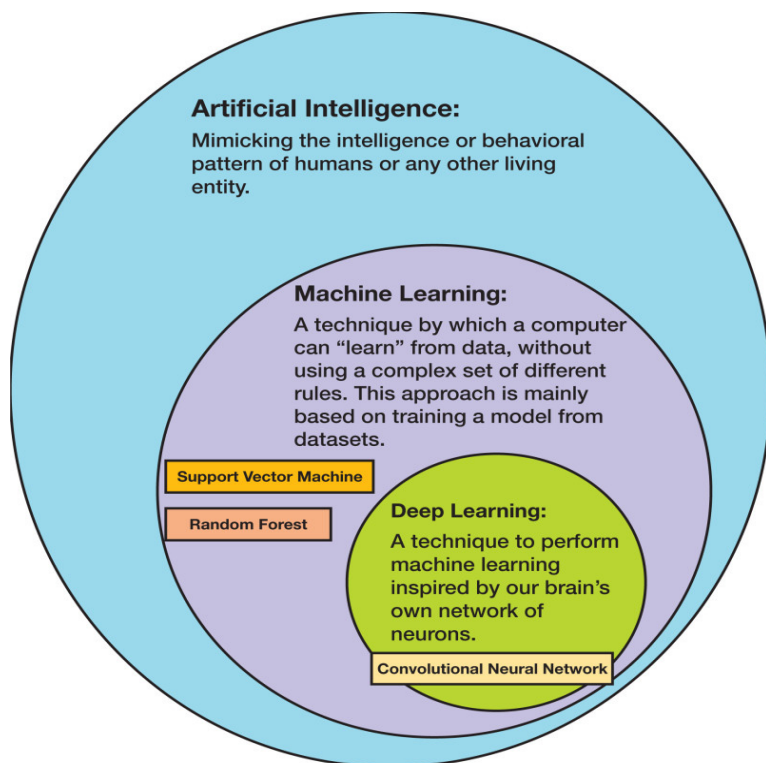 Artificial Intelligence:
Mimicking the intelligence or behavioral
pattern of humans or any other living
entity.
Machine Learning:
A technique by which a computer
can “learn” from data, without
using a complex set of different
rules. This approach is mainly
based on training a model from
datasets.
Support Vector Machine
Random Forest
Deep Learning:
A technique to perform
machine learning
inspired by our brain’s
own network of
neurons.
Convolutional Neural Network